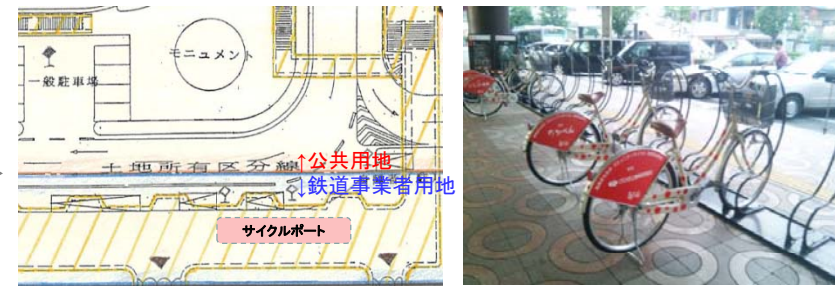 モニュメント
一般駐車場
土地所有区分線
↑公共用地
↓鉄道事業者用地
サイクルポート